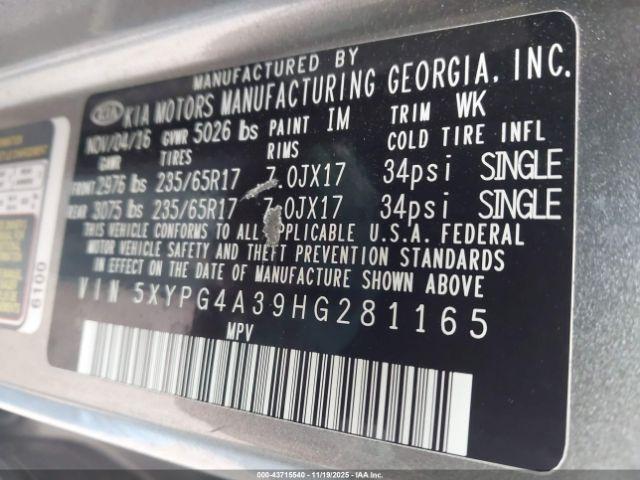 MANUFACTURED BY
KIA KIA MOTORS MANUFACTURING GEORGIA, INC.
NOV/04/16 GVWR 5026 lbs PAINT IM TRIM WK
GAWR TIRES RIMS COLD TIRE INFL
FRONT 2976 lbs 235/65R17 7.0JX17 34psi SINGLE
REAR 3075 lbs 235/65R17 7.0JX17 34psi SINGLE
THIS VEHICLE CONFORMS TO ALL APPLICABLE U.S.A. FEDERAL
MOTOR VEHICLE SAFETY AND THEFT PREVENTION STANDARDS
IN EFFECT ON THE DATE OF MANUFACTURE SHOWN ABOVE
VIN 5XYPG4A39HG281165
MPV
6100
000-43715540 - 11/19/2025 - IAA